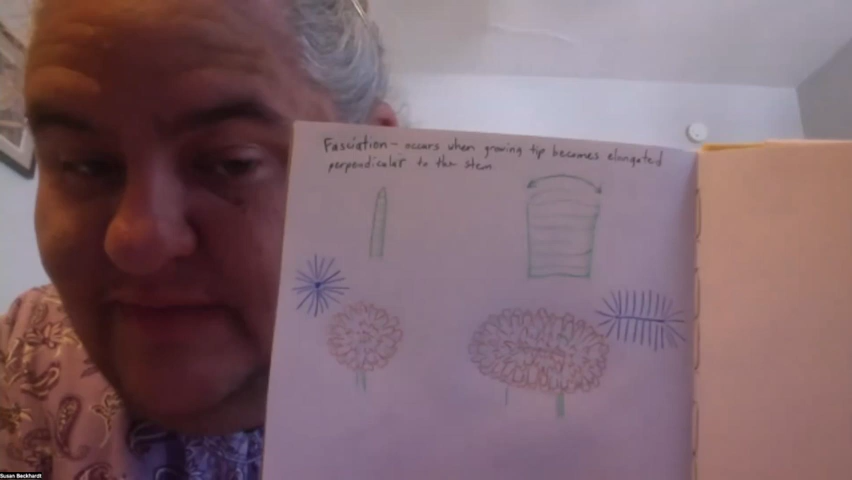 Fasciation- occurs when growing tip becomes elongated
perpendicular to the stem.
Susan Beckhardt